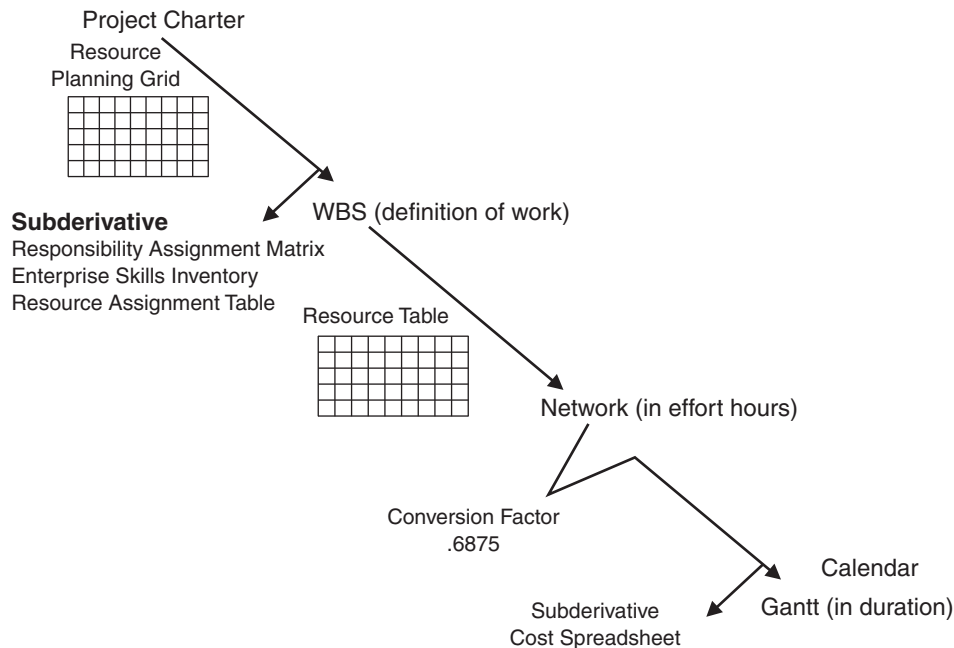 Project Charter
Resource
Planning Grid
Subderivative
Responsibility Assignment Matrix
Enterprise Skills Inventory
Resource Assignment Table
WBS (definition of work)
Resource Table
Network (in effort hours)
Conversion Factor
.6875
Calendar
Gantt (in duration)
Subderivative
Cost Spreadsheet